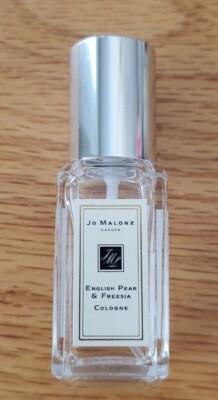 Jo Malone
London
English Pear
& Freesia
Cologne